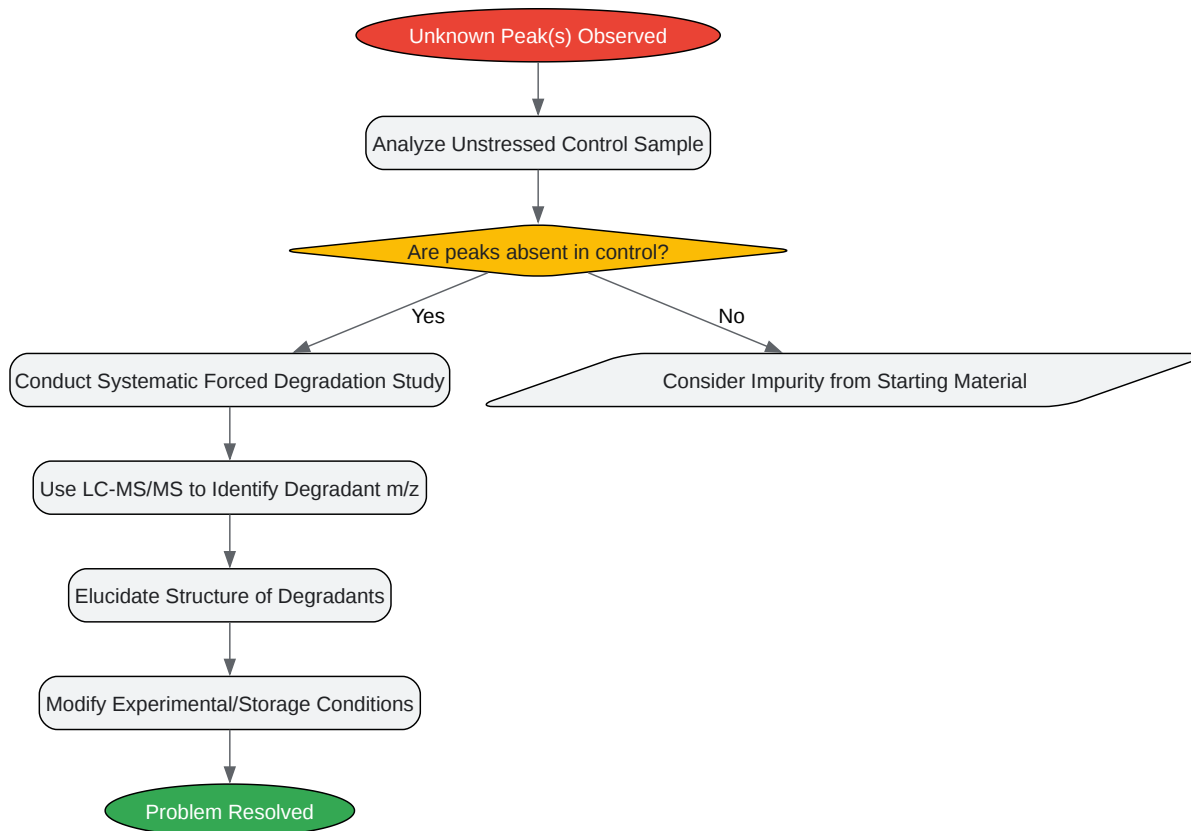 Unknown Peak(s) Observed
Analyze Unstressed Control Sample
Are peaks absent in control?
Yes
No
Conduct Systematic Forced Degradation Study
Consider Impurity from Starting Material
Use LC-MS/MS to Identify Degradant m/z
Elucidate Structure of Degradants
Modify Experimental/Storage Conditions
Problem Resolved